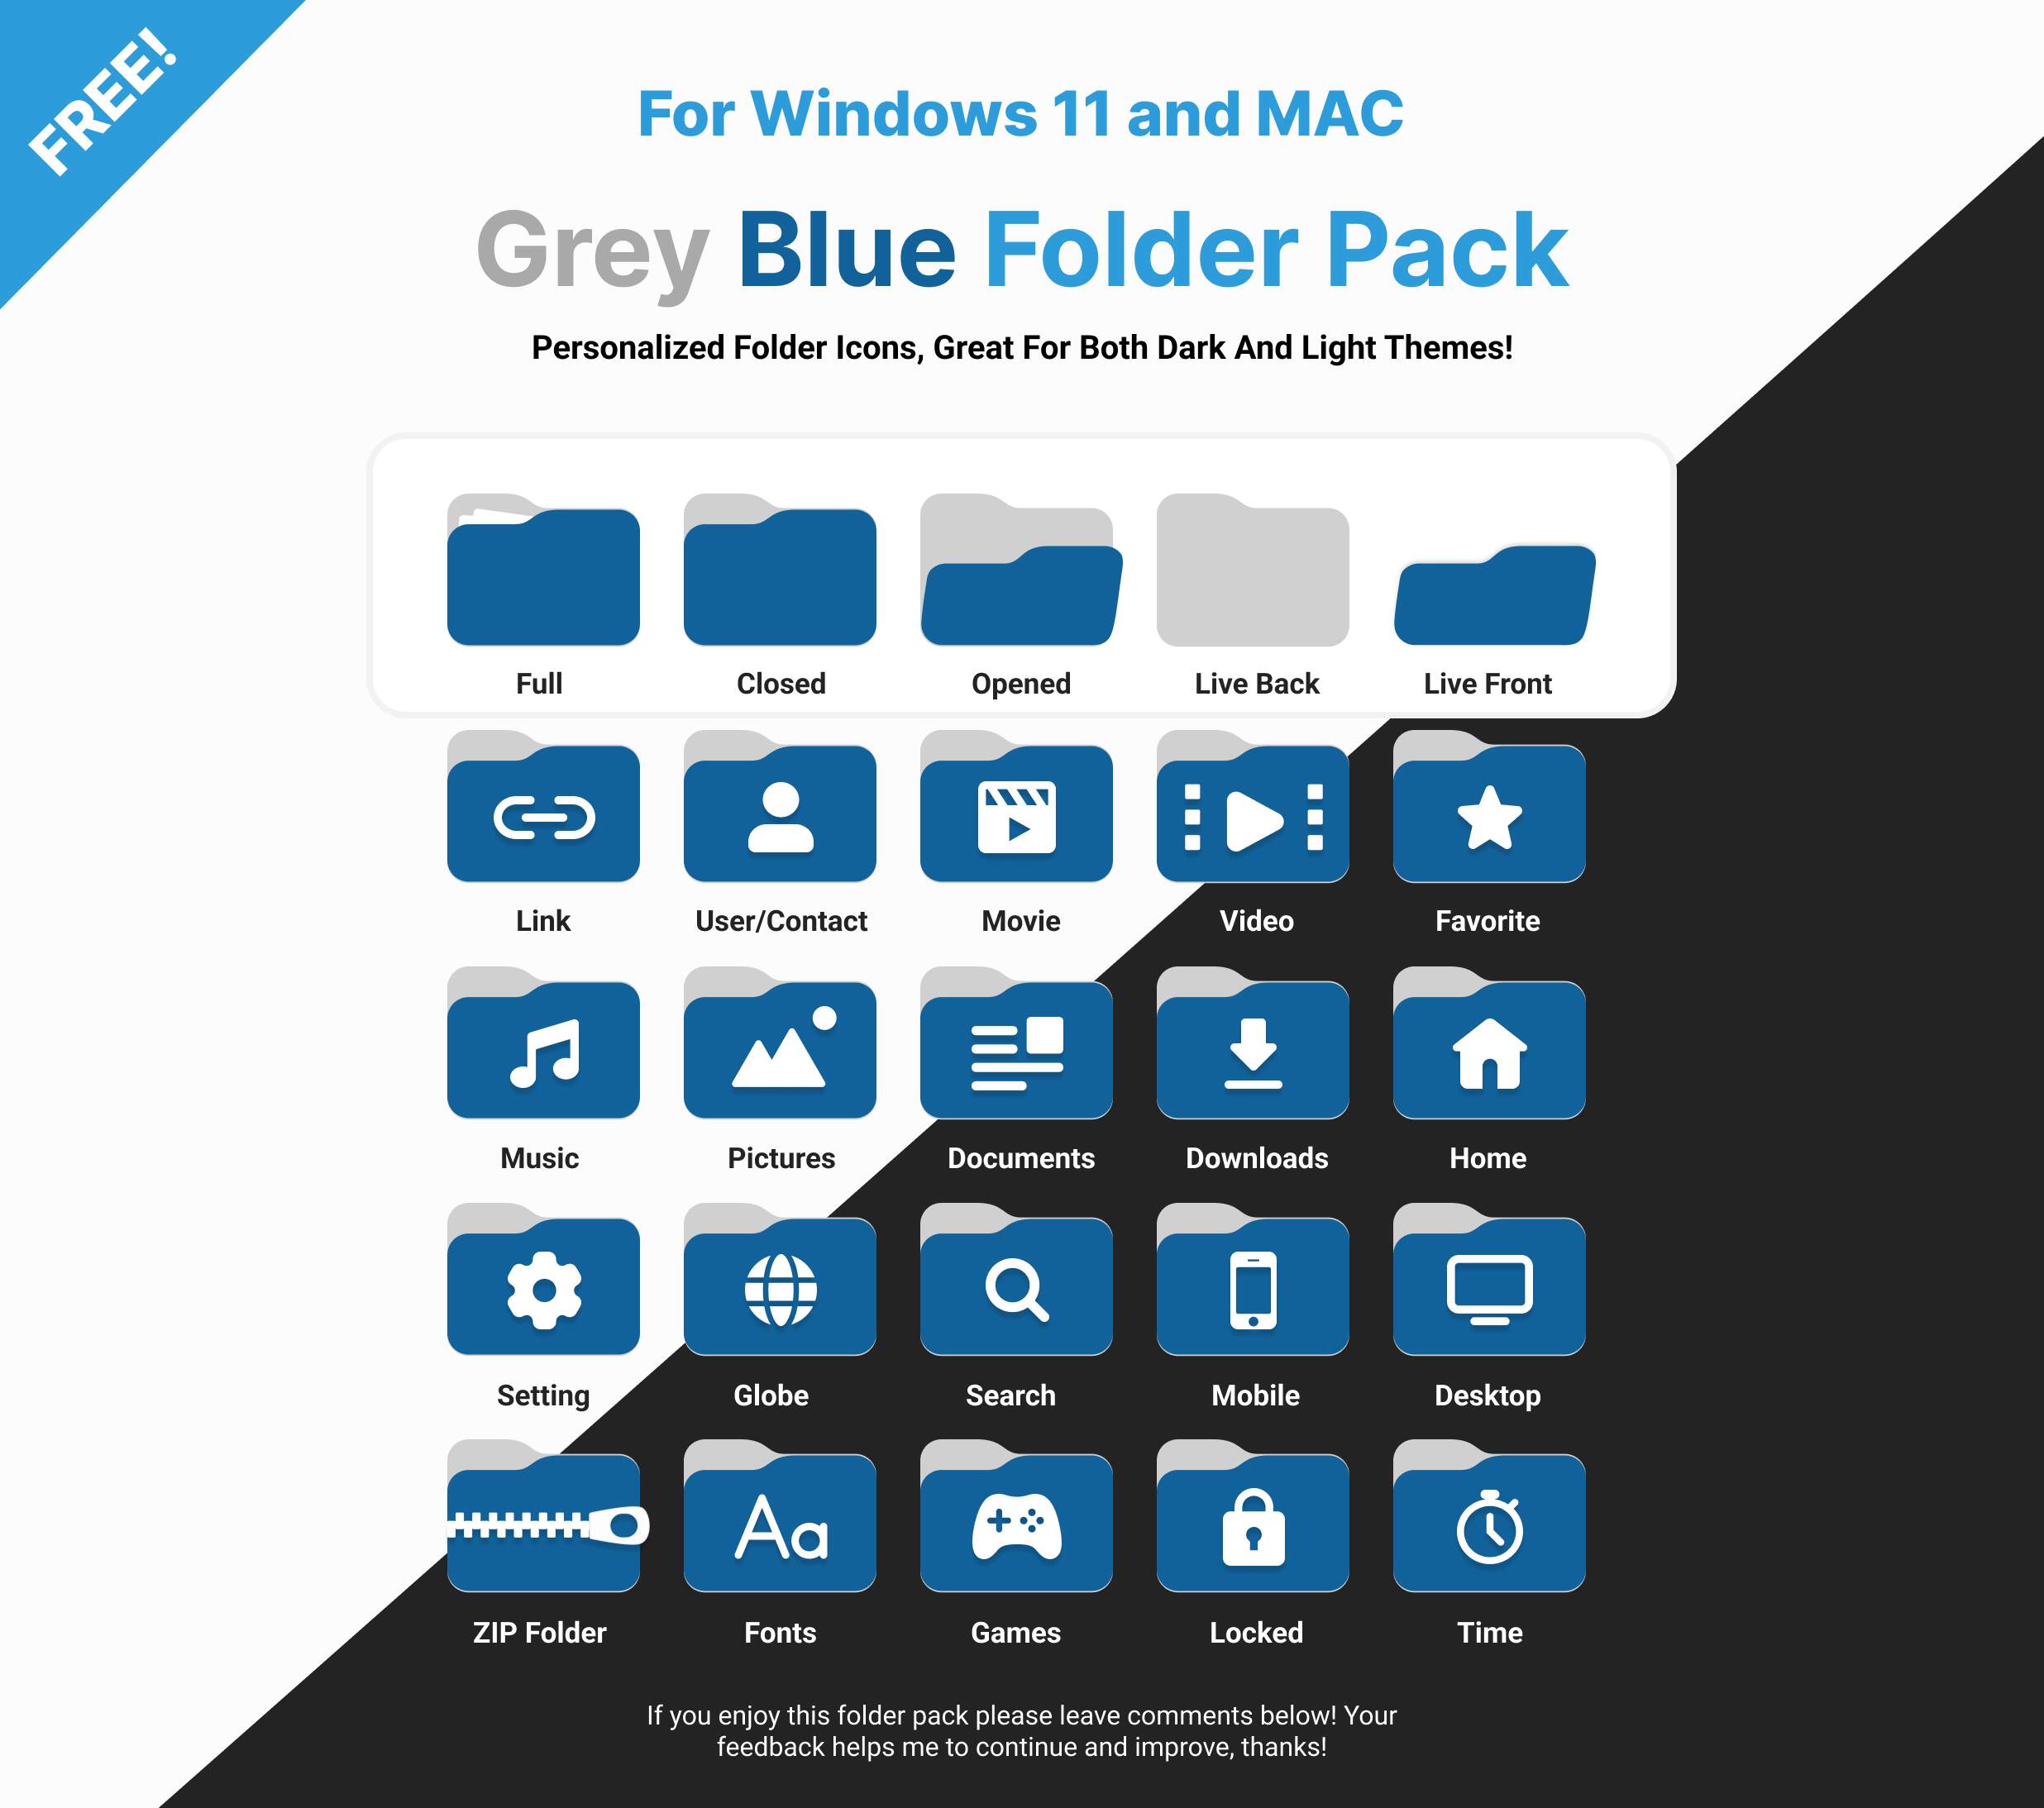 FREE!
For Windows 11 and MAC
Grey Blue Folder Pack
Personalized Folder Icons, Great For Both Dark And Light Themes!
Full
Closed
Opened
Live Back
Live Front
Link
User/Contact
Movie
Video
Favorite
Music
Pictures
Documents
Downloads
Home
Setting
Globe
Search
Mobile
Desktop
Aa
ZIP Folder
Fonts
Games
Locked
Time
If you enjoy this folder pack please leave comments below! Your
feedback helps me to continue and improve, thanks!